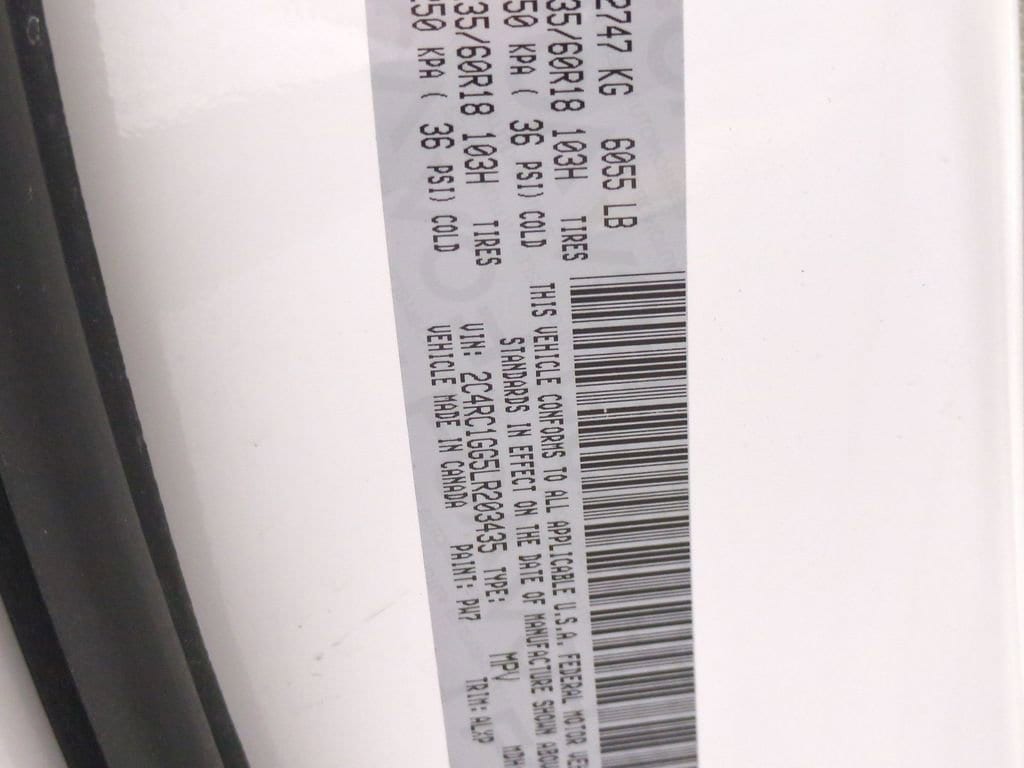 2747 KG 6055 LB
35/60R18 103H TIRES
50 KPA ( 36 PSI) COLD
35/60R18 103H TIRES
250 KPA ( 36 PSI) COLD
THIS VEHICLE CONFORMS TO ALL APPLICABLE U.S.A. FEDERAL MOTOR
STANDARDS IN EFFECT ON THE DATE OF MANUFACTURE SHOWN
VIN: 2C4RC1GG5LR203435 TYPE: MPV
VEHICLE MADE IN CANADA PAINT: PW7 TRIM: ALXP